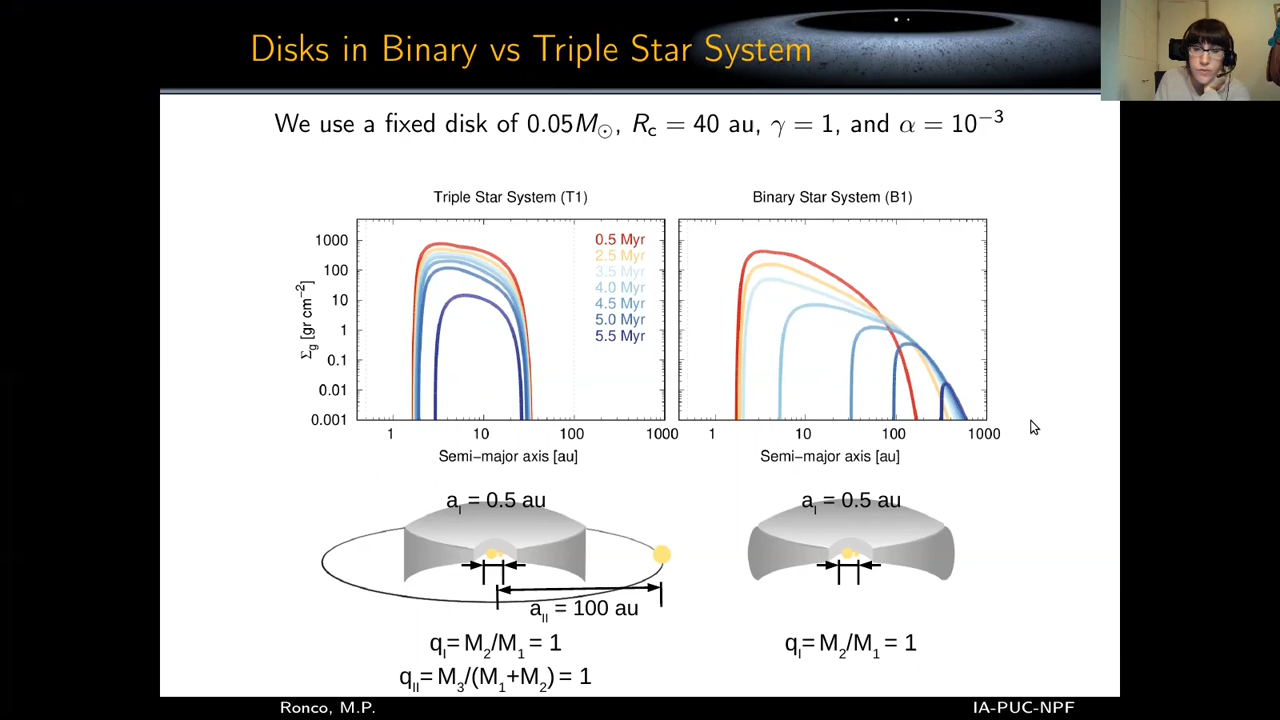 Disks in Binary vs Triple Star System
We use a fixed disk of 0.05M☉, Rc = 40 au, γ = 1, and α = 10⁻³
Triple Star System (T1)
Binary Star System (B1)
1000
100
10
1
0.1
0.01
0.001
Σg [gr cm⁻²]
0.5 Myr
2.5 Myr
3.5 Myr
4.0 Myr
4.5 Myr
5.0 Myr
5.5 Myr
1 10 100 1000
1 10 100 1000
Semi−major axis [au]
Semi−major axis [au]
aI = 0.5 au
aI = 0.5 au
aII = 100 au
qI= M2/M1 = 1
qI= M2/M1 = 1
qII= M3/(M1+M2) = 1
Ronco, M.P.
IA-PUC-NPF